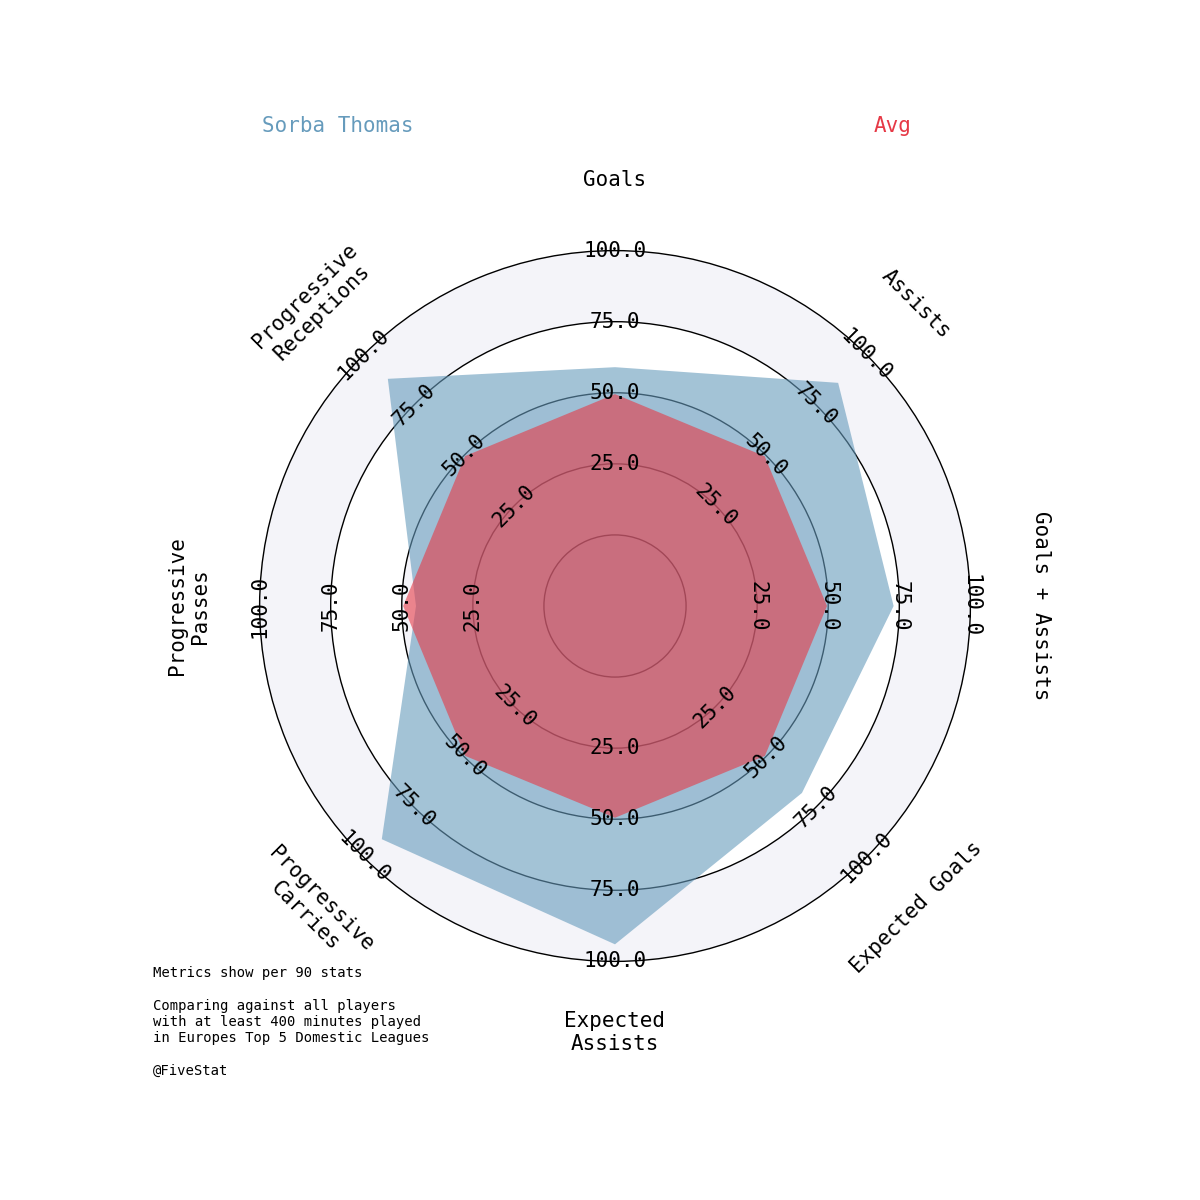 Sorba Thomas
Avg
Goals
Assists
Goals + Assists
Expected Goals
Expected
Assists
Progressive
Carries
Progressive
Passes
Progressive
Receptions
25.0
50.0
75.0
100.0
25.0
50.0
75.0
100.0
25.0
50.0
75.0
100.0
25.0
50.0
75.0
100.0
25.0
50.0
75.0
100.0
25.0
50.0
75.0
100.0
25.0
50.0
75.0
100.0
25.0
50.0
75.0
100.0
Metrics show per 90 stats
Comparing against all players
with at least 400 minutes played
in Europes Top 5 Domestic Leagues
@FiveStat